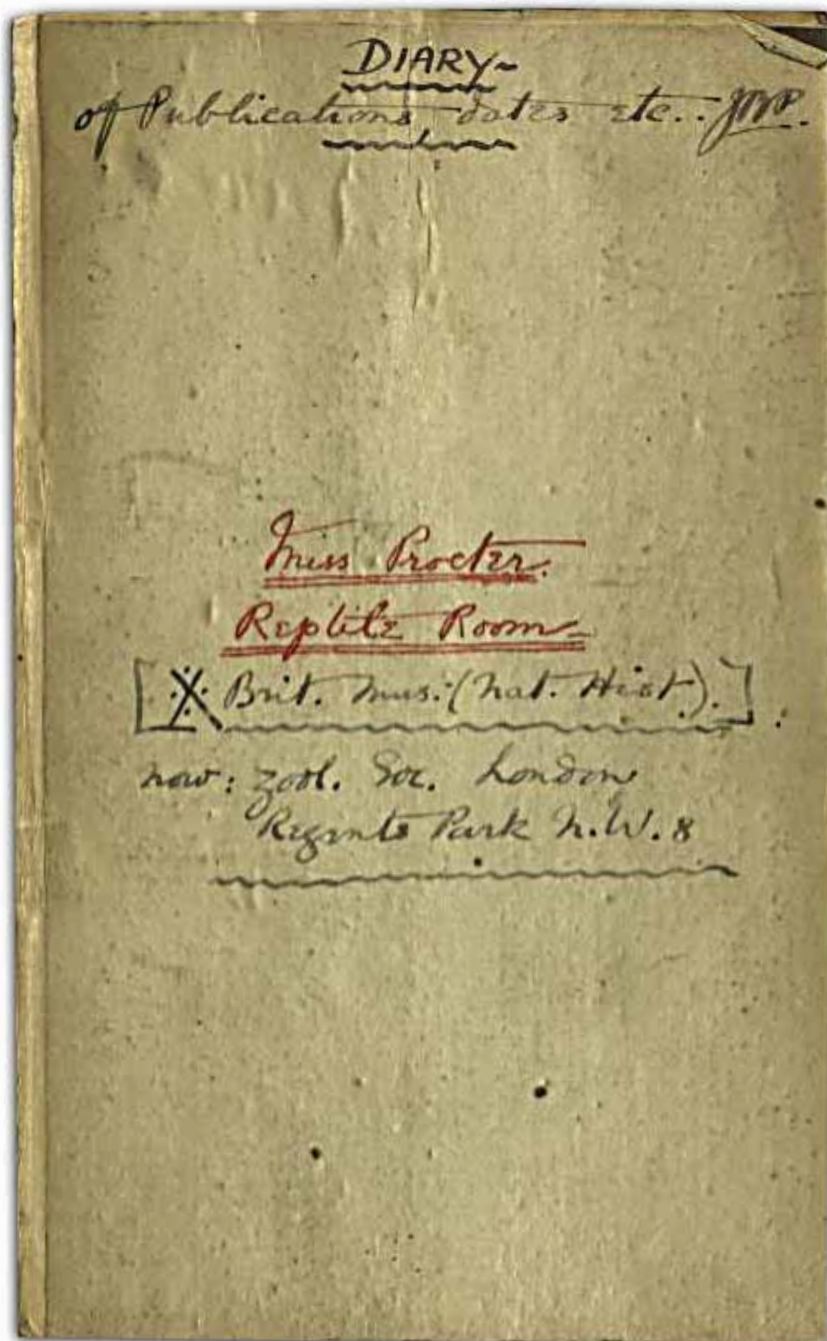 DIARY~
of Publications dates etc.. JBP.
Miss Procter.
Reptile Room
[X Brit. Mus: (Nat. Hist).].
now: Zool. Soc. London
Regents Park N.W.8